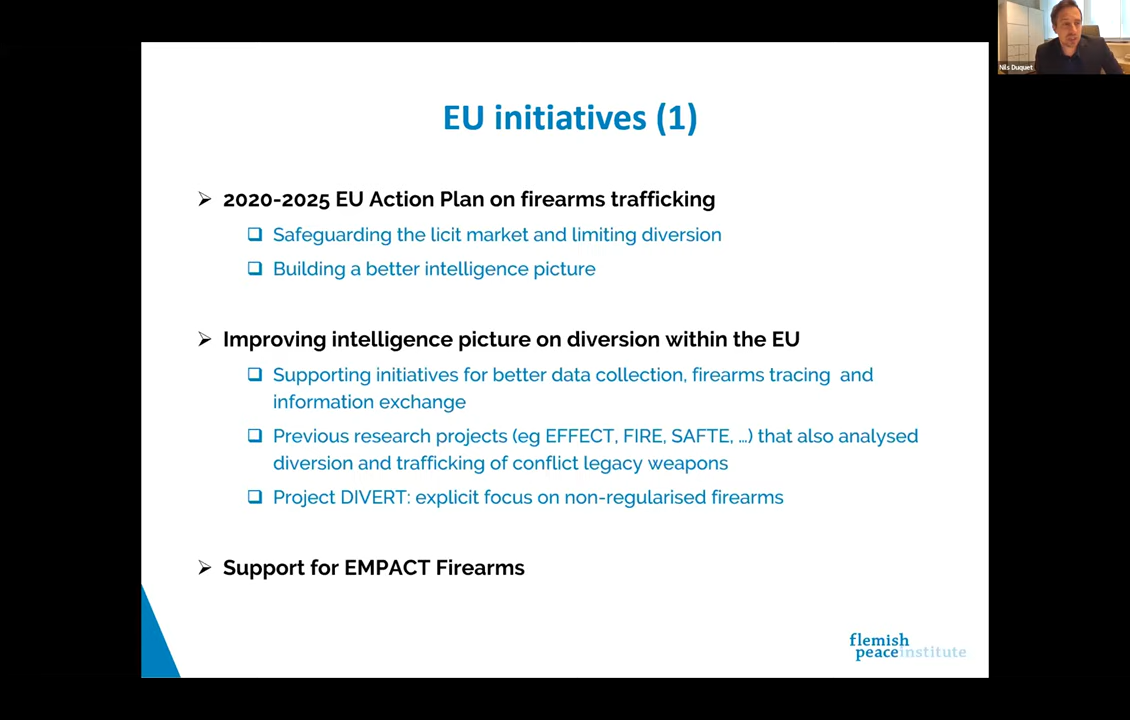 Nils Duquet
EU initiatives (1)
➢ 2020-2025 EU Action Plan on firearms trafficking
❑ Safeguarding the licit market and limiting diversion
❑ Building a better intelligence picture
➢ Improving intelligence picture on diversion within the EU
❑ Supporting initiatives for better data collection, firearms tracing and
information exchange
❑ Previous research projects (eg EFFECT, FIRE, SAFTE, …) that also analysed
diversion and trafficking of conflict legacy weapons
❑ Project DIVERT: explicit focus on non-regularised firearms
➢ Support for EMPACT Firearms
flemish
peaceinstitute